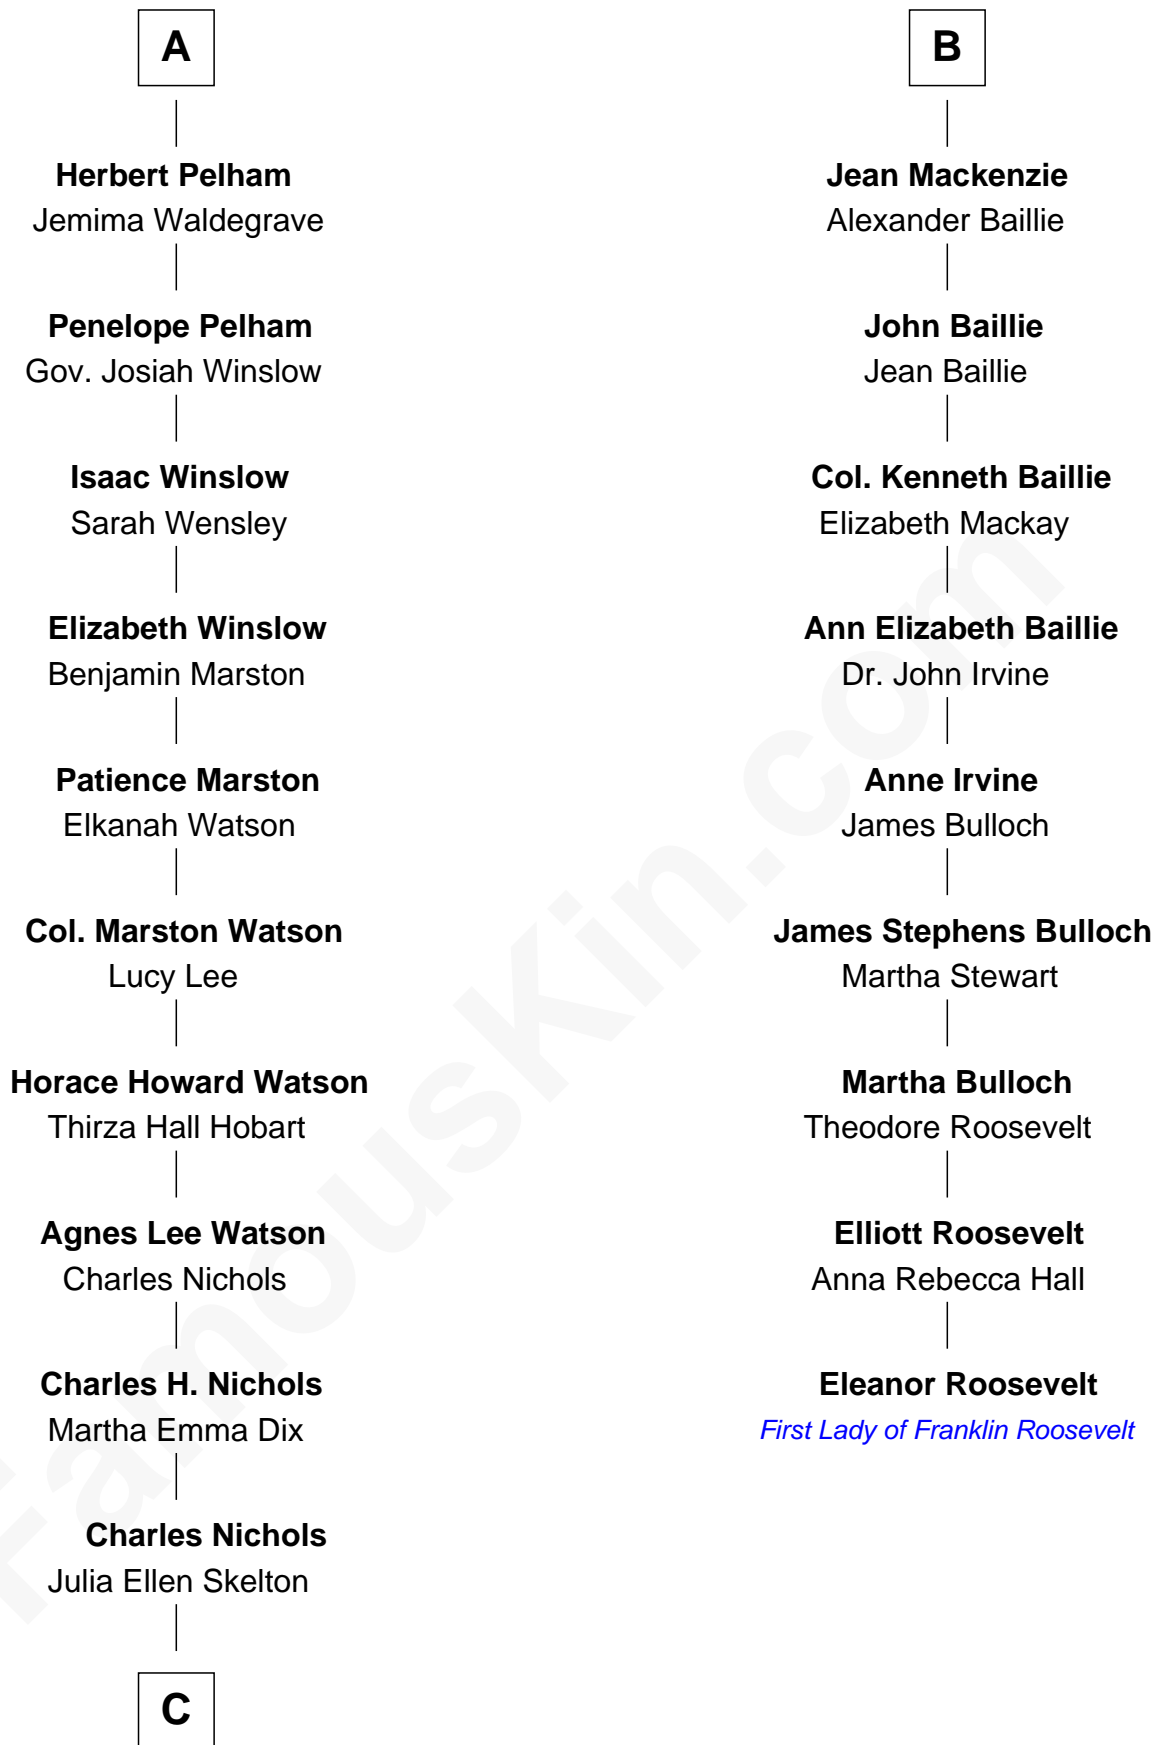 A
Herbert Pelham
Jemima Waldegrave
Penelope Pelham
Gov. Josiah Winslow
Isaac Winslow
Sarah Wensley
Elizabeth Winslow
Benjamin Marston
Patience Marston
Elkanah Watson
Col. Marston Watson
Lucy Lee
Horace Howard Watson
Thirza Hall Hobart
Agnes Lee Watson
Charles Nichols
Charles H. Nichols
Martha Emma Dix
Charles Nichols
Julia Ellen Skelton
C
B
Jean Mackenzie
Alexander Baillie
John Baillie
Jean Baillie
Col. Kenneth Baillie
Elizabeth Mackay
Ann Elizabeth Baillie
Dr. John Irvine
Anne Irvine
James Bulloch
James Stephens Bulloch
Martha Stewart
Martha Bulloch
Theodore Roosevelt
Elliott Roosevelt
Anna Rebecca Hall
Eleanor Roosevelt
First Lady of Franklin Roosevelt
FamousKin.com